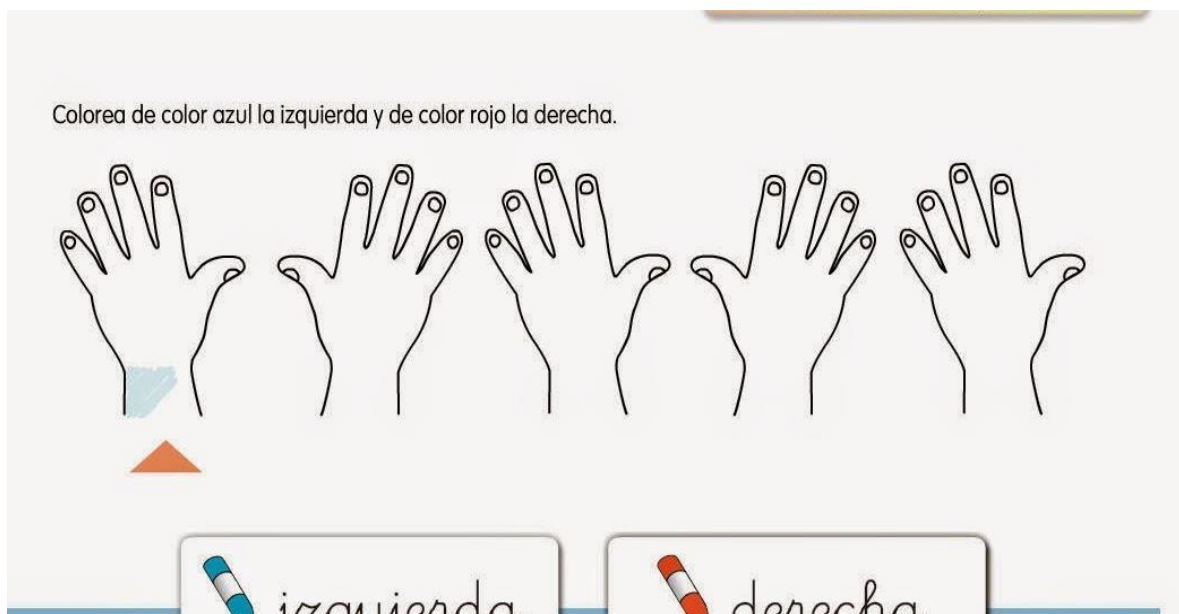 Colorea de color azul la izquierda y de color rojo la derecha.
izquierda
derecha